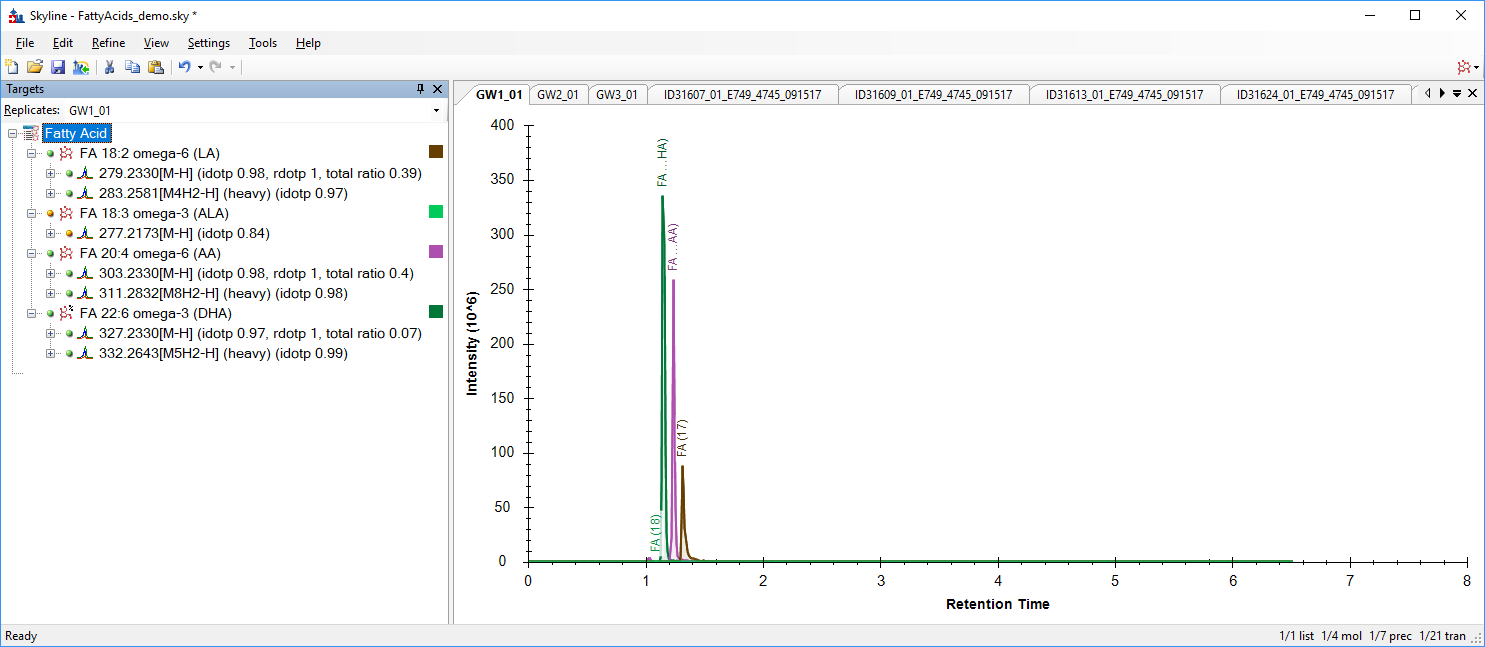 Skyline - FattyAcids_demo.sky *
File Edit Refine View Settings Tools Help
Targets
Replicates: GW1_01
Fatty Acid
FA 18:2 omega-6 (LA)
279.2330[M-H] (idotp 0.98, rdotp 1, total ratio 0.39)
283.2581[M4H2-H] (heavy) (idotp 0.97)
FA 18:3 omega-3 (ALA)
277.2173[M-H] (idotp 0.84)
FA 20:4 omega-6 (AA)
303.2330[M-H] (idotp 0.98, rdotp 1, total ratio 0.4)
311.2832[M8H2-H] (heavy) (idotp 0.98)
FA 22:6 omega-3 (DHA)
327.2330[M-H] (idotp 0.97, rdotp 1, total ratio 0.07)
332.2643[M5H2-H] (heavy) (idotp 0.99)
GW1_01 GW2_01 GW3_01 ID31607_01_E749_4745_091517 ID31609_01_E749_4745_091517 ID31613_01_E749_4745_091517 ID31624_01_E749_4745_091517
400
350
300
250
200
150
100
50
0
Intensity (10^6)
FA (18)
FA ...HA)
FA ...AA)
FA (17)
0 1 2 3 4 5 6 7 8
Retention Time
Ready
1/1 list 1/4 mol 1/7 prec 1/21 tran